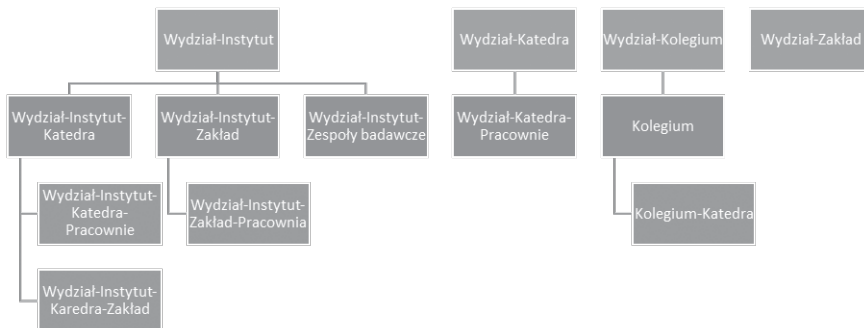 Wydział-Instytut
Wydział-Katedra
Wydział-Kolegium
Wydział-Zakład
Wydział-Instytut-
Katedra
Wydział-Instytut-
Zakład
Wydział-Instytut-
Zespoły badawcze
Wydział-Katedra-
Pracownie
Kolegium
Wydział-Instytut-
Katedra-
Pracownie
Wydział-Instytut-
Zakład-Pracownia
Kolegium-Katedra
Wydział-Instytut-
Karedra-Zakład